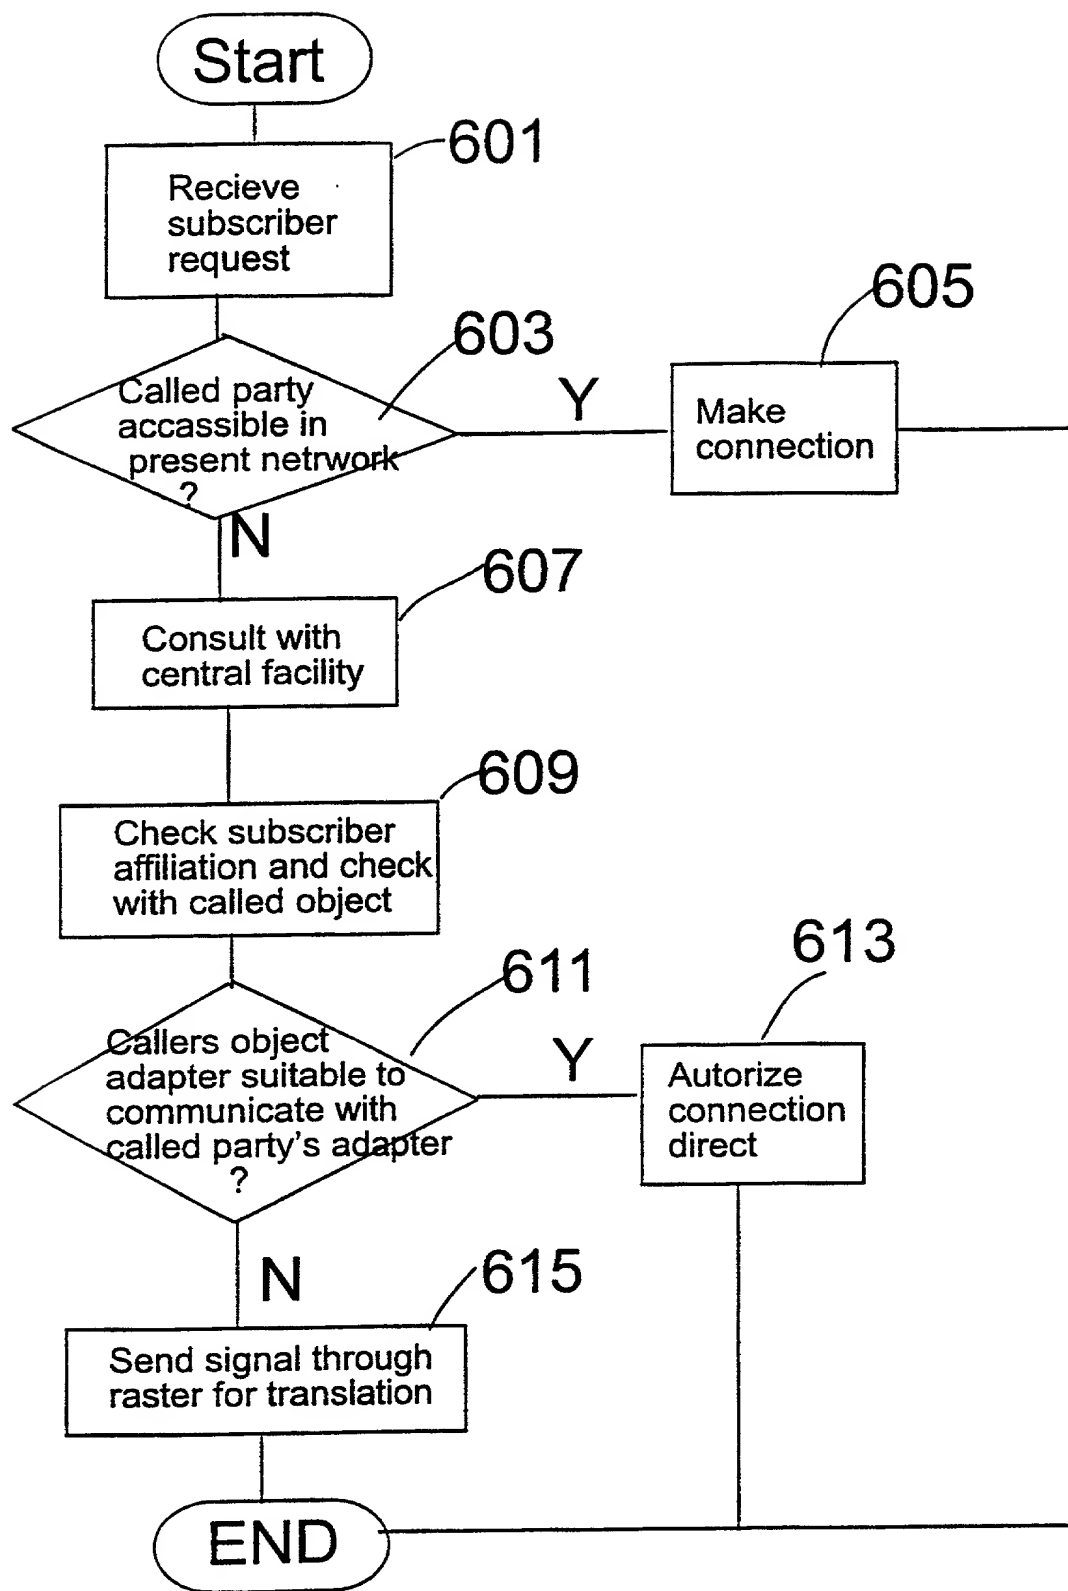 Start
601
Recieve
subscriber
request
603
Called party
accassible in
present netrwork
?
Y
605
Make
connection
N
607
Consult with
central facility
609
Check subscriber
affiliation and check
with called object
611
Callers object
adapter suitable to
communicate with
called party's adapter
?
Y
613
Autorize
connection
direct
N
615
Send signal through
raster for translation
END